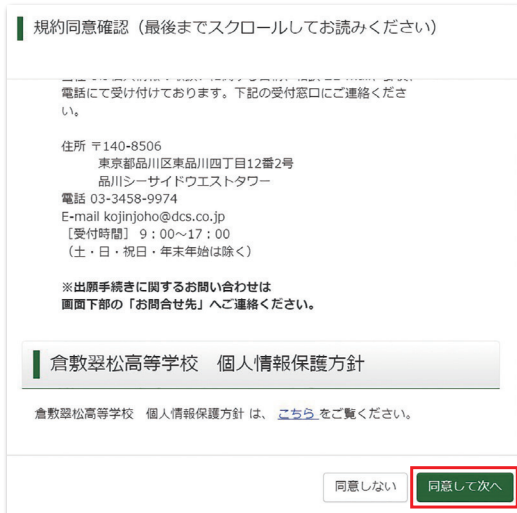 規約同意確認（最後までスクロールしてお読みください）
電話にて受け付けております。下記の受付窓口にご連絡くださ
い。
住所 〒140-8506
東京都品川区東品川四丁目12番2号
品川シーサイドウエストタワー
電話 03-3458-9974
E-mail kojinjoho@dcs.co.jp
［受付時間］ 9：00～17：00
（土・日・祝日・年末年始は除く）
※出願手続きに関するお問い合わせは
画面下部の「お問合せ先」へご連絡ください。
倉敷翠松高等学校　個人情報保護方針
倉敷翠松高等学校　個人情報保護方針 は、 こちら をご覧ください。
同意しない
同意して次へ